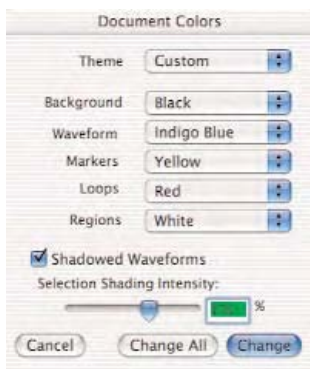 Document Colors
Theme Custom
Background Black
Waveform Indigo Blue
Markers Yellow
Loops Red
Regions White
Shadowed Waveforms
Selection Shading Intensity:
%
Cancel Change All Change